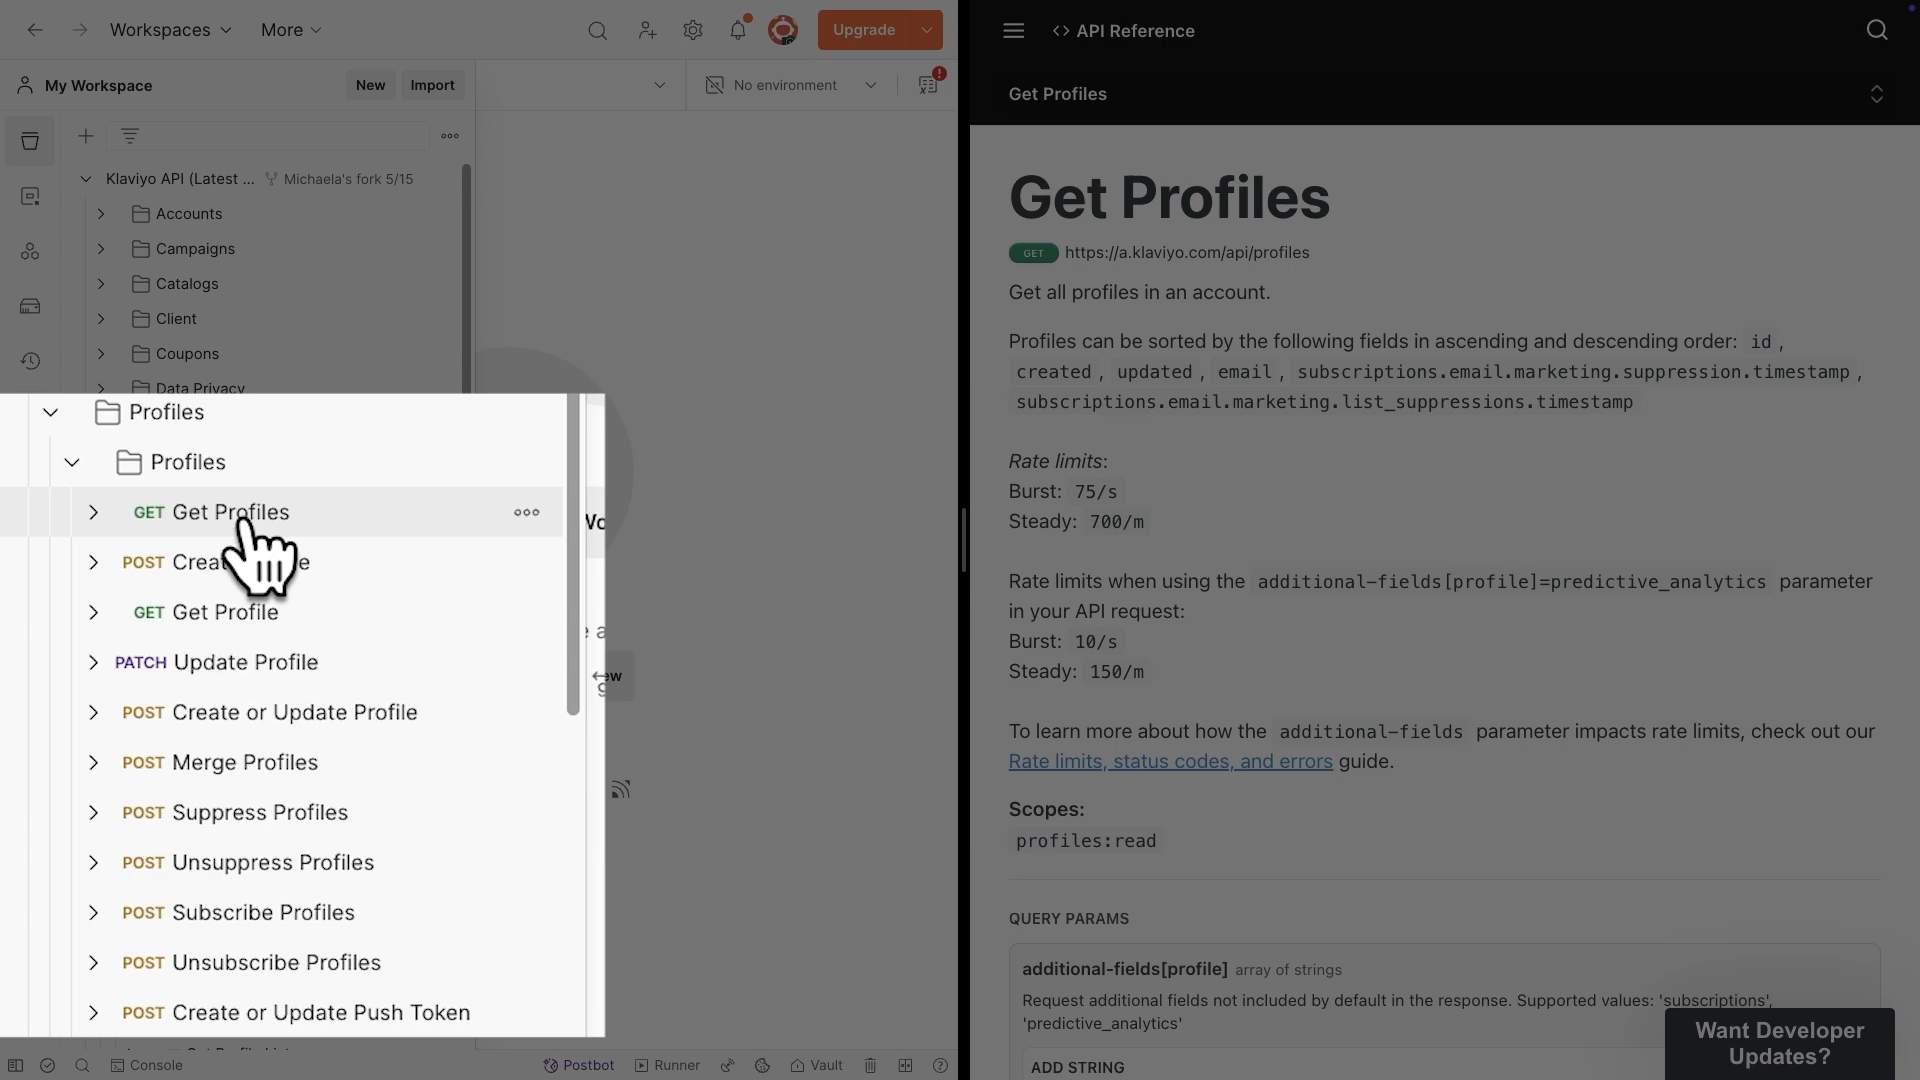 Workspaces
More
Upgrade
My Workspace
New
Import
No environment
Klaviyo API (Latest ...
Michaela's fork 5/15
Accounts
Campaigns
Catalogs
Client
Coupons
Data Privacy
Profiles
Profiles
GET Get Profiles
POST
GET Get Profile
PATCH Update Profile
POST Create or Update Profile
POST Merge Profiles
POST Suppress Profiles
POST Unsuppress Profiles
POST Subscribe Profiles
POST Unsubscribe Profiles
POST Create or Update Push Token
Console
Postbot
Runner
Vault
<> API Reference
Get Profiles
Get Profiles
GET https://a.klaviyo.com/api/profiles
Get all profiles in an account.
Profiles can be sorted by the following fields in ascending and descending order: id ,
created , updated , email , subscriptions.email.marketing.suppression.timestamp ,
subscriptions.email.marketing.list_suppressions.timestamp
Rate limits:
Burst: 75/s
Steady: 700/m
Rate limits when using the additional-fields[profile]=predictive_analytics parameter
in your API request:
Burst: 10/s
Steady: 150/m
To learn more about how the additional-fields parameter impacts rate limits, check out our
Rate limits, status codes, and errors guide.
Scopes:
profiles:read
QUERY PARAMS
additional-fields[profile] array of strings
Request additional fields not included by default in the response. Supported values: 'subscriptions',
'predictive_analytics'
ADD STRING
Want Developer
Updates?